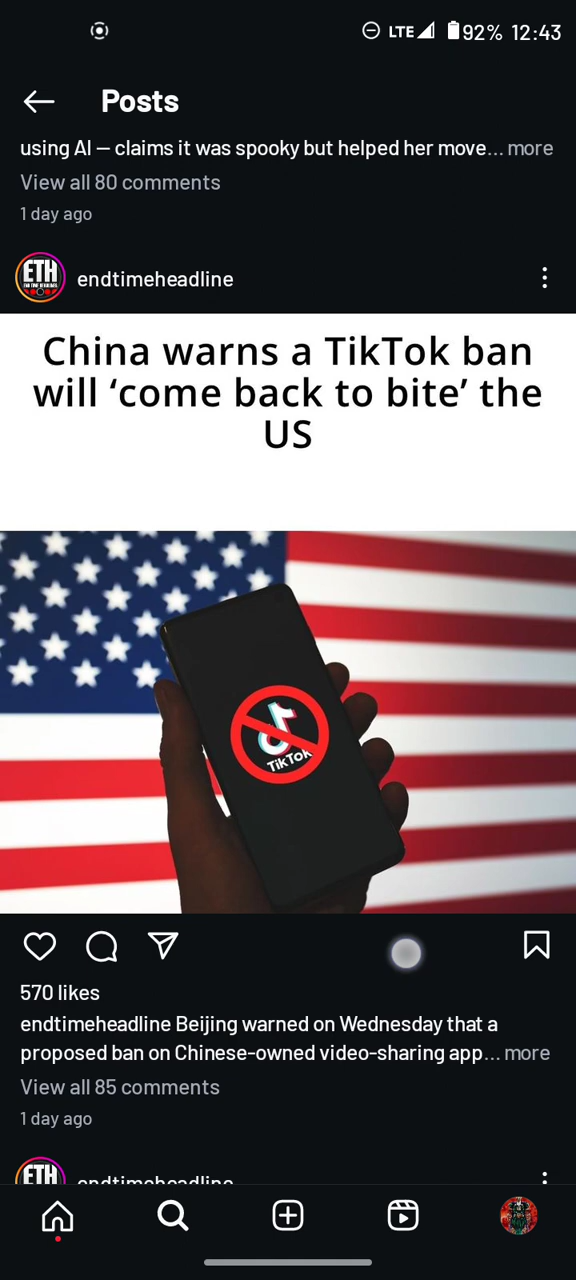 LTE 92% 12:43
Posts
using AI – claims it was spooky but helped her move... more
View all 80 comments
1 day ago
ETH
endtimeheadline
China warns a TikTok ban
will ‘come back to bite’ the
US
TikTok
570 likes
endtimeheadline Beijing warned on Wednesday that a
proposed ban on Chinese-owned video-sharing app... more
View all 85 comments
1 day ago
ETH
endtimeheadline